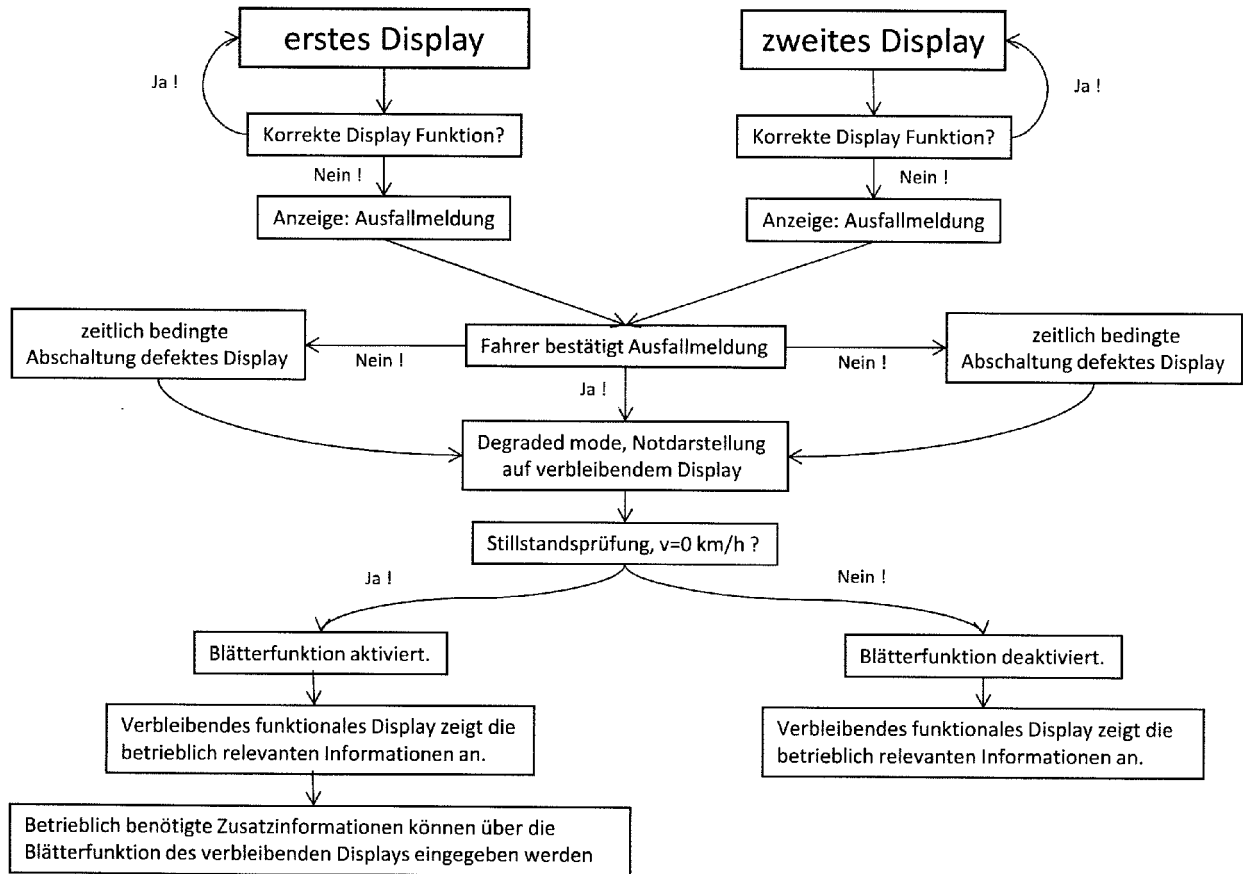 erstes Display
zweites Display
Ja !
Ja !
Korrekte Display Funktion?
Korrekte Display Funktion?
Nein !
Nein !
Anzeige: Ausfallmeldung
Anzeige: Ausfallmeldung
zeitlich bedingte
Abschaltung defektes Display
Nein !
Fahrer bestätigt Ausfallmeldung
Nein !
zeitlich bedingte
Abschaltung defektes Display
Ja !
Degraded mode, Notdarstellung
auf verbleibendem Display
Stillstandsprüfung, v=0 km/h ?
Ja !
Nein !
Blätterfunktion aktiviert.
Blätterfunktion deaktiviert.
Verbleibendes funktionales Display zeigt die
betrieblich relevanten Informationen an.
Verbleibendes funktionales Display zeigt die
betrieblich relevanten Informationen an.
Betrieblich benötigte Zusatzinformationen können über die
Blätterfunktion des verbleibenden Displays eingegeben werden